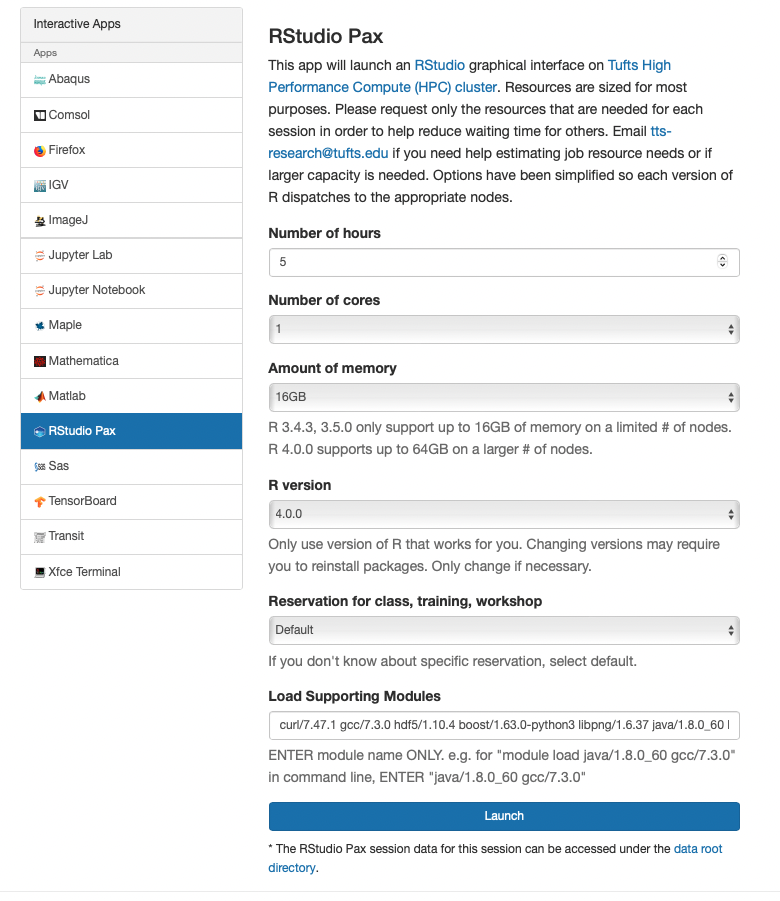 Interactive Apps
Apps
Abaqus
Comsol
Firefox
IGV
ImageJ
Jupyter Lab
Jupyter Notebook
Maple
Mathematica
Matlab
RStudio Pax
Sas
TensorBoard
Transit
Xfce Terminal
RStudio Pax
This app will launch an RStudio graphical interface on Tufts High
Performance Compute (HPC) cluster. Resources are sized for most
purposes. Please request only the resources that are needed for each
session in order to help reduce waiting time for others. Email tts-
research@tufts.edu if you need help estimating job resource needs or if
larger capacity is needed. Options have been simplified so each version of
R dispatches to the appropriate nodes.
Number of hours
5
Number of cores
1
Amount of memory
16GB
R 3.4.3, 3.5.0 only support up to 16GB of memory on a limited # of nodes.
R 4.0.0 supports up to 64GB on a larger # of nodes.
R version
4.0.0
Only use version of R that works for you. Changing versions may require
you to reinstall packages. Only change if necessary.
Reservation for class, training, workshop
Default
If you don't know about specific reservation, select default.
Load Supporting Modules
curl/7.47.1 gcc/7.3.0 hdf5/1.10.4 boost/1.63.0-python3 libpng/1.6.37 java/1.8.0_60
ENTER module name ONLY. e.g. for "module load java/1.8.0_60 gcc/7.3.0"
in command line, ENTER "java/1.8.0_60 gcc/7.3.0"
Launch
* The RStudio Pax session data for this session can be accessed under the data root
directory.